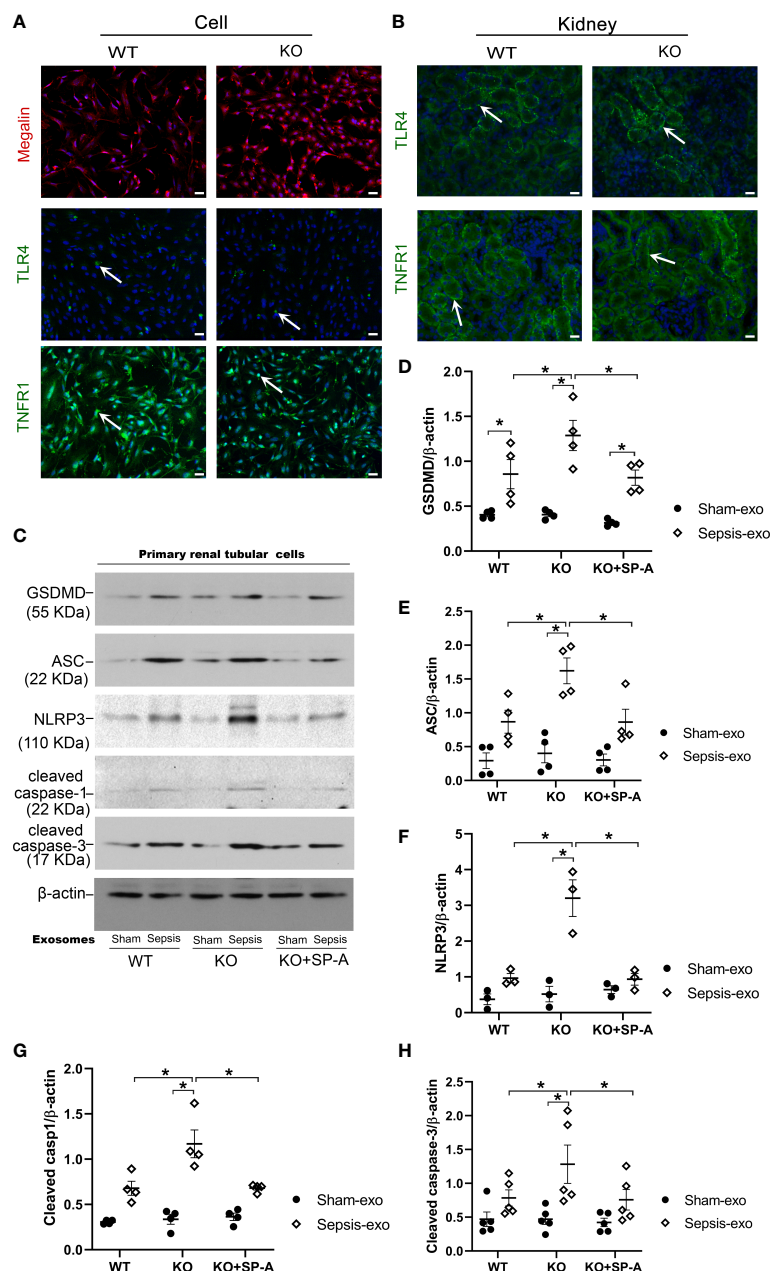 A
Cell
WT
KO
Megalin
TLR4
TNFR1
B
Kidney
WT
KO
TLR4
TNFR1
C
Primary renal tubular cells
GSDMD
(55 KDa)
ASC
(22 KDa)
NLRP3
(110 KDa)
cleaved
caspase-1
(22 KDa)
cleaved
caspase-3
(17 KDa)
β-actin
Exosomes Sham Sepsis Sham Sepsis Sham Sepsis
WT KO KO+SP-A
D
GSDMD/β-actin
2.0
1.5
1.0
0.5
0.0
* * * * *
WT KO KO+SP-A
Sham-exo
Sepsis-exo
E
ASC/β-actin
2.5
2.0
1.5
1.0
0.5
0.0
* * *
WT KO KO+SP-A
Sham-exo
Sepsis-exo
F
NLRP3/β-actin
5
4
3
2
1
0
* * *
WT KO KO+SP-A
Sham-exo
Sepsis-exo
G
Cleaved casp1/β-actin
2.0
1.5
1.0
0.5
0.0
* * *
WT KO KO+SP-A
Sham-exo
Sepsis-exo
H
Cleaved caspase-3/β-actin
2.5
2.0
1.5
1.0
0.5
0.0
* * *
WT KO KO+SP-A
Sham-exo
Sepsis-exo